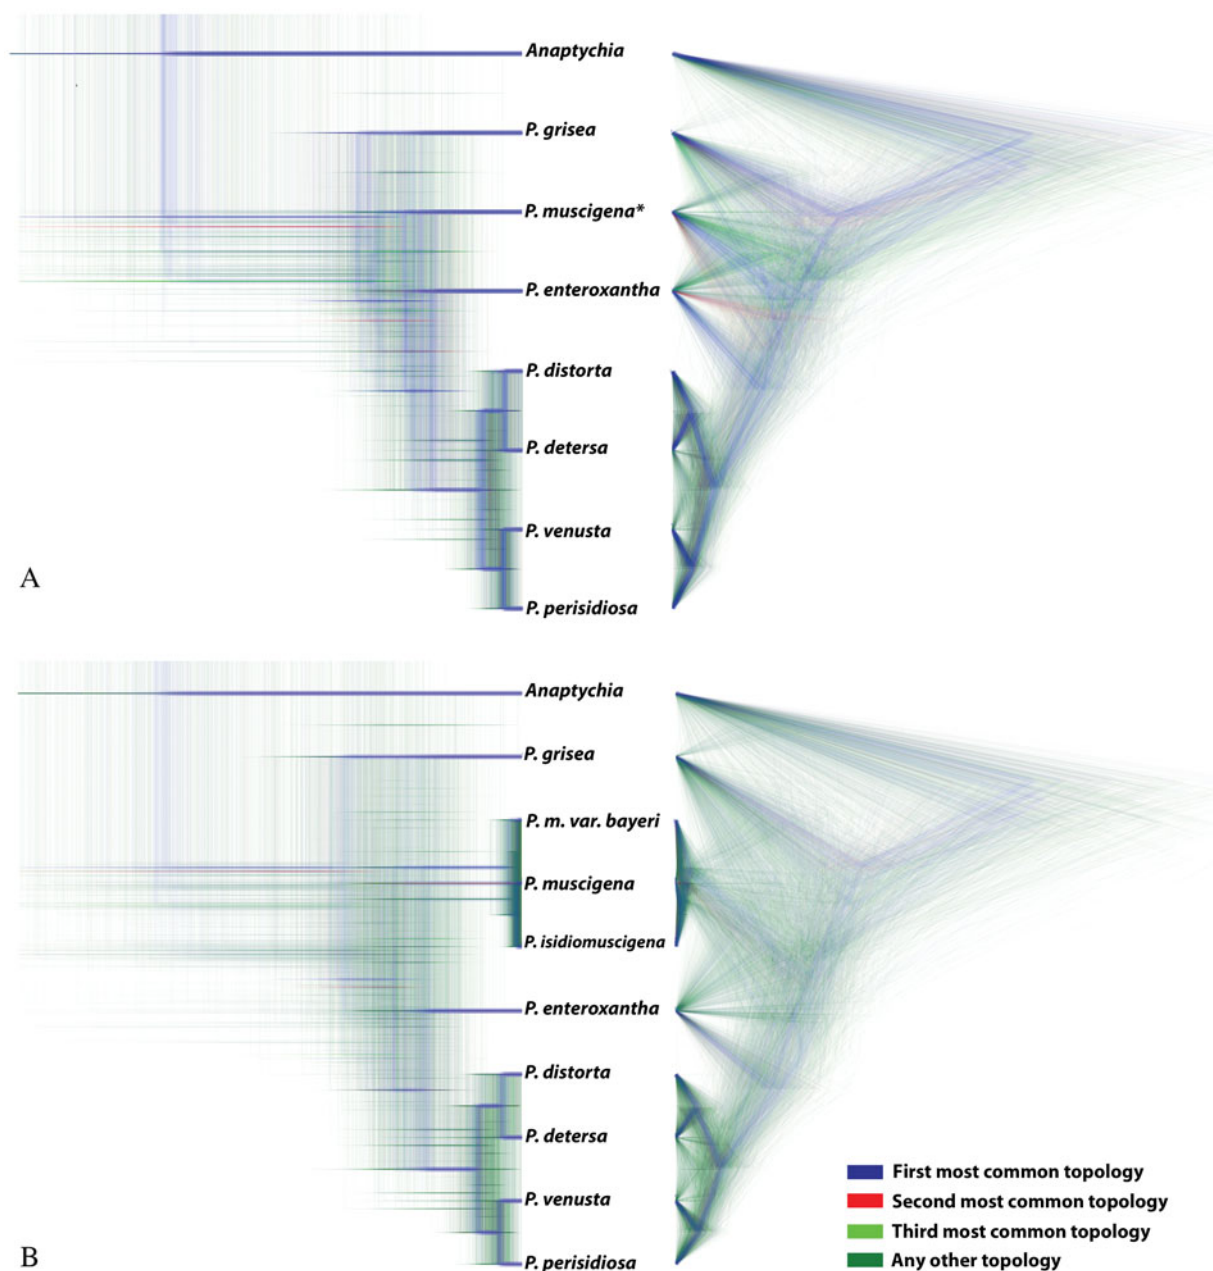 Anaptychia
P. grisea
P. muscigena*
P. enteroxantha
P. distorta
P. detersa
P. venusta
A
P. perisidiosa
Anaptychia
P. grisea
P. m. var. bayeri
P. muscigena
P. isidiomuscigena
P. enteroxantha
P. distorta
P. detersa
First most common topology
P. venusta
Second most common topology
Third most common topology
B
P. perisidiosa
Any other topology